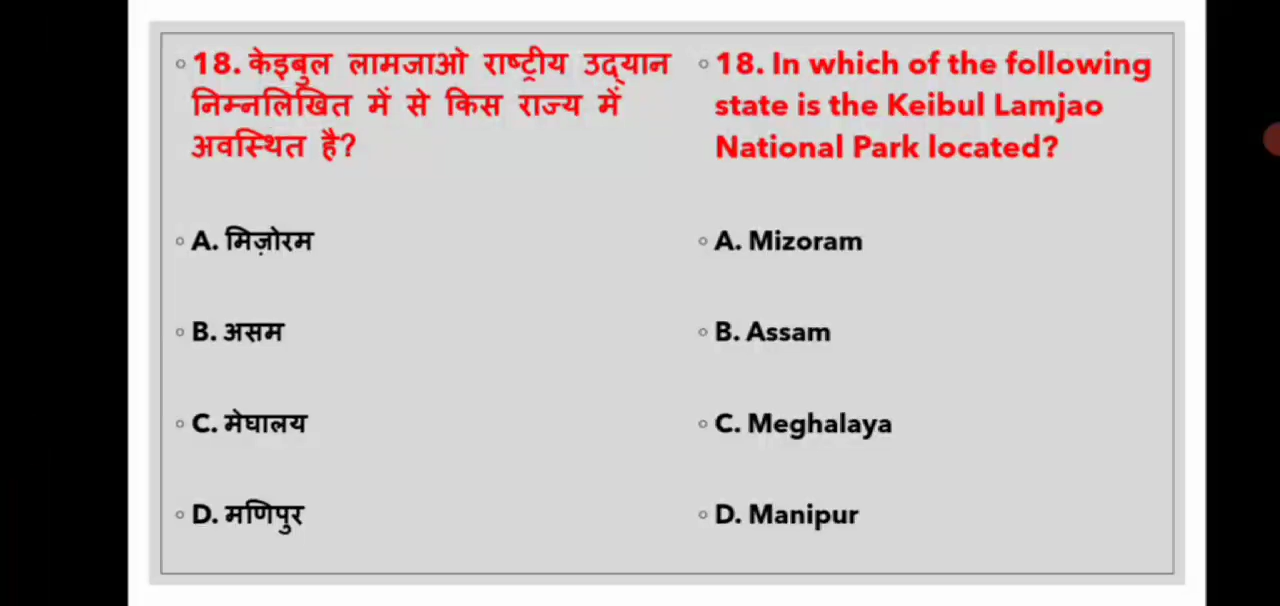 18. केइबुल लामजाओ राष्ट्रीय उद्यान
निम्नलिखित में से किस राज्य में
अवस्थित है?
A. मिज़ोरम
B. असम
C. मेघालय
D. मणिपुर
18. In which of the following
state is the Keibul Lamjao
National Park located?
A. Mizoram
B. Assam
C. Meghalaya
D. Manipur